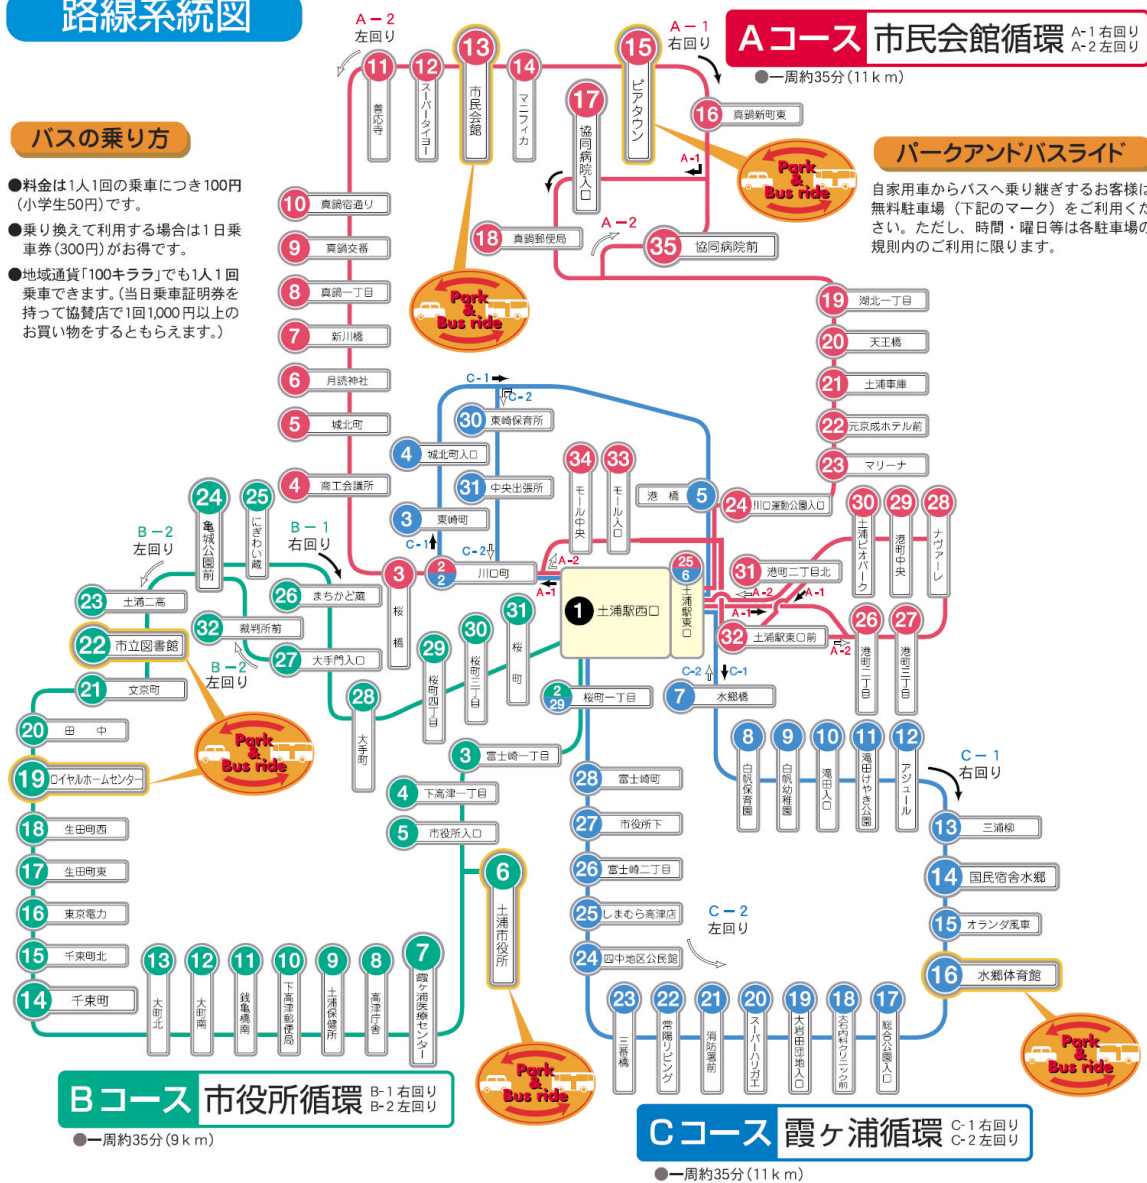 路線系統図
Aコース 市民会館循環 A-1 右回り
A-2 左回り
●一周約35分(11km)
バスの乗り方
●料金は1人1回の乗車につき100円
(小学生50円)です。
●乗り換えて利用する場合は1日乗
車券(300円)がお得です。
●地域通貨「100キララ」でも1人1回
乗車できます。(当日乗車証明券を
持って協賛店で1回1,000円以上の
お買い物をするともらえます。)
パークアンドバスライド
自家用車からバスへ乗り継ぎするお客様は
無料駐車場(下記のマーク)をご利用くだ
さい。ただし、時間・曜日等は各駐車場の
規則内のご利用に限ります。
A-2
左回り
A-1
右回り
11 善応寺
12 スーパータイヨー
13 市民会館
14 マニフィカ
15 ピアタウン
16 真鍋新町東
17 協同病院入口
A-1
A-2
18 真鍋郵便局
35 協同病院前
Park
&
Bus ride
Park
&
Bus ride
10 真鍋宿通り
9 真鍋交番
8 真鍋一丁目
7 新川橋
6 月読神社
5 城北町
4 商工会議所
3 桜橋
19 湖北一丁目
20 天王橋
21 土浦車庫
22 元京成ホテル前
23 マリーナ
24 川口運動公園入口
C-1
C-2
30 東崎保育所
4 城北町入口
31 中央出張所
3 東崎町
C-1
C-2
2
2 川口町
34 モール中央
33 モール入口
A-2
A-1
港橋 5
25
6 土浦駅東口
1 土浦駅西口
30 土浦ビオパーク
29 港町中央
28 ナヴァーレ
31 港町二丁目北
A-2
A-1
A-1
32 土浦駅東口前
A-2
26 港町二丁目
27 港町三丁目
C-2
C-1
7 水郷橋
24 亀城公園前
25 にぎわい蔵
B-2
左回り
B-1
右回り
23 土浦二高
26 まちかど蔵
32 裁判所前
22 市立図書館
27 大手門入口
B-2
左回り
21 文京町
28 大手町
29 桜町四丁目
30 桜町三丁目
31 桜町
2
29 桜町一丁目
20 田中
19 ロイヤルホームセンター
Park
&
Bus ride
3 富士崎一丁目
4 下高津一丁目
5 市役所入口
6 土浦市役所
18 生田町西
17 生田町東
16 東京電力
15 千束町北
14 千束町
13 大町北
12 大町南
11 銭亀橋南
10 下高津郵便局
9 土浦保健所
8 高津庁舎
7 霞ヶ浦医療センター
Park
&
Bus ride
8 白帆保育園
9 白帆幼稚園
10 滝田入口
11 滝田けやき公園
12 アジュール
C-1
右回り
13 三浦柳
14 国民宿舎水郷
15 オランダ風車
16 水郷体育館
Park
&
Bus ride
28 富士崎町
27 市役所下
26 富士崎二丁目
25 しまむら高津店
24 四中地区公民館
C-2
左回り
23 三番橋
22 常陽リビング
21 消防署前
20 スーパーハリガエ
19 大岩田団地入口
18 大石内科クリニック前
17 総合公園入口
Bコース 市役所循環 B-1 右回り
B-2 左回り
●一周約35分(9km)
Cコース 霞ヶ浦循環 C-1 右回り
C-2 左回り
●一周約35分(11km)